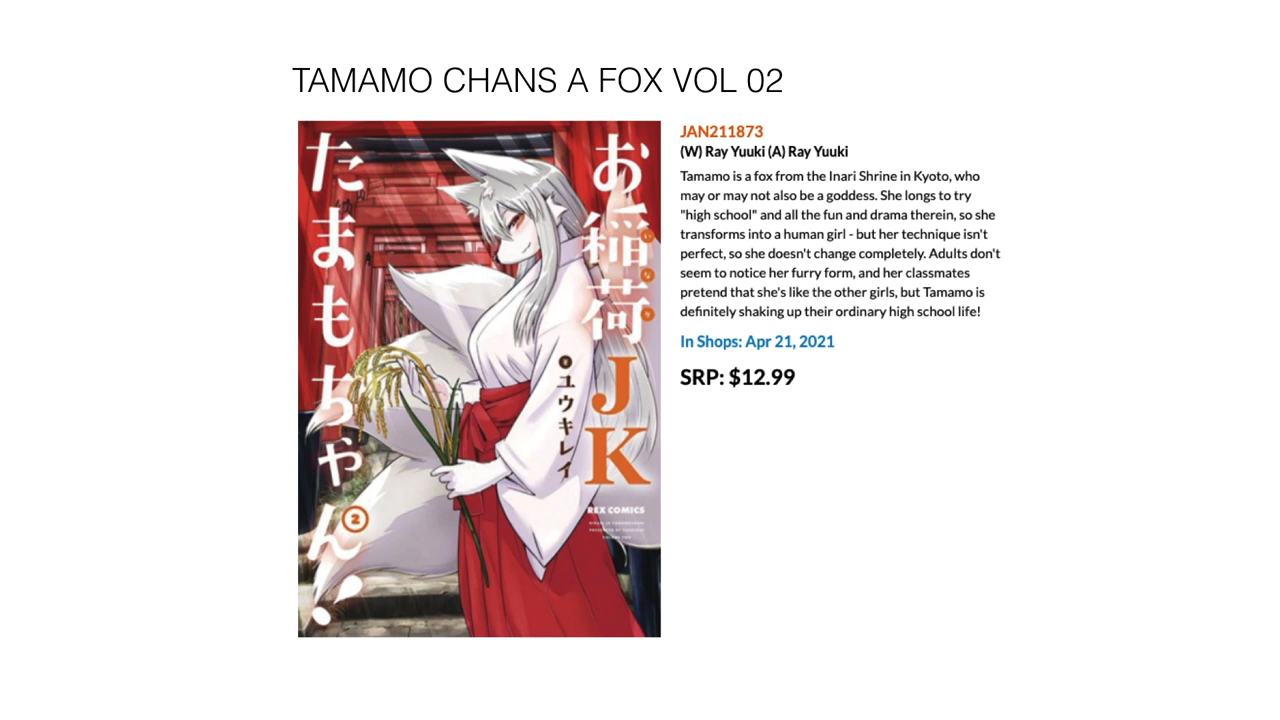 TAMAMO CHANS A FOX VOL 02
お稲荷JK
いなり
たまもちゃん!
2
ユウキレイ
REX COMICS
JAN211873
(W) Ray Yuuki (A) Ray Yuuki
Tamamo is a fox from the Inari Shrine in Kyoto, who
may or may not also be a goddess. She longs to try
"high school" and all the fun and drama therein, so she
transforms into a human girl - but her technique isn't
perfect, so she doesn't change completely. Adults don't
seem to notice her furry form, and her classmates
pretend that she's like the other girls, but Tamamo is
definitely shaking up their ordinary high school life!
In Shops: Apr 21, 2021
SRP: $12.99